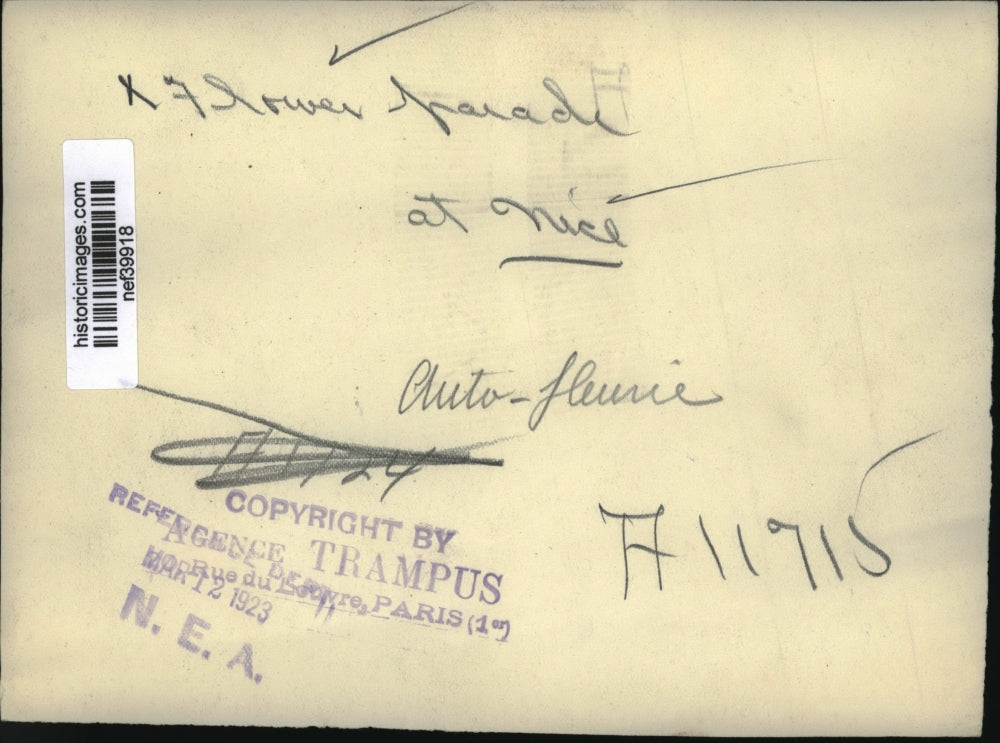 x Flower parade
at Nice
historicimages.com
nef39918
Auto-fleurie
COPYRIGHT BY
REFERENCE DEPT.
AGENCE TRAMPUS
Rue du Louvre, PARIS (1er)
MAR 12 1923
N. E. A.
A 11715